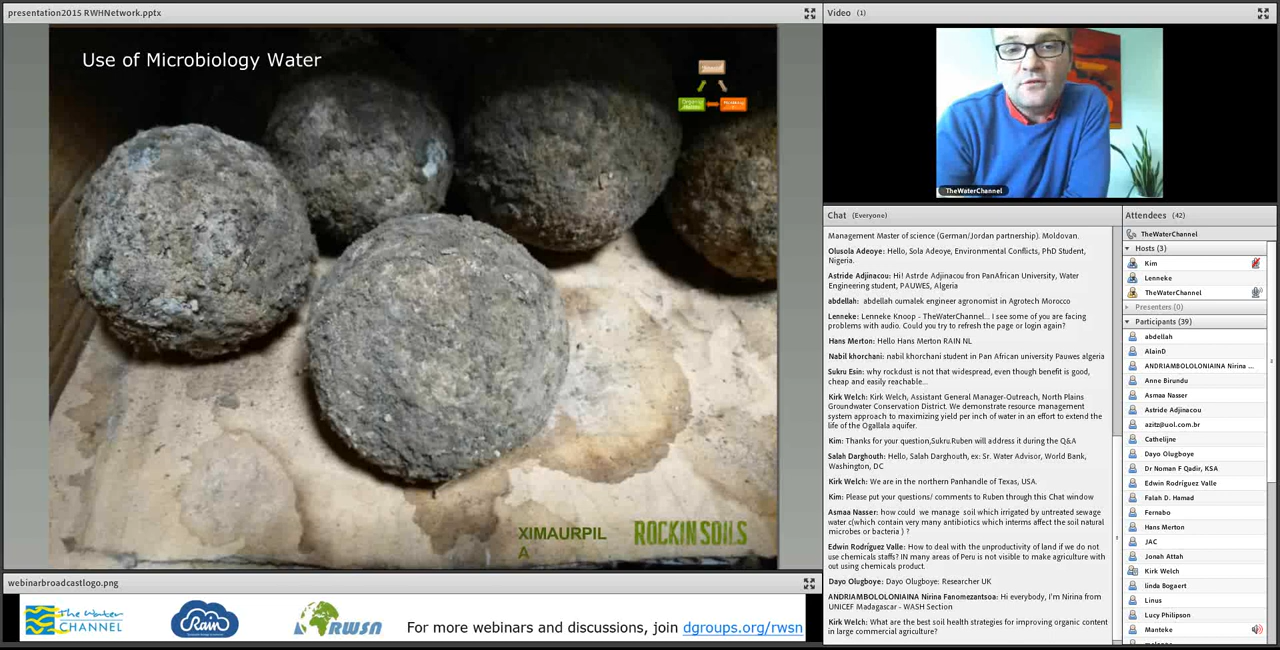 presentation2015 RWHNetwork.pptx
Use of Microbiology Water
XIMAURPIL
A
ROCKIN SOILS
webinarbroadcastlogo.png
The Water
CHANNEL
Rain
RWSN
For more webinars and discussions, join dgroups.org/rwsn
Video (1)
TheWaterChannel
Chat (Everyone)
Management Master of science (German/Jordan partnership). Moldovan.
Olusola Adeoye: Hello, Sola Adeoye, Environmental Conflicts, PhD Student,
Nigeria.
Astride Adjinacou: Hi! Astrde Adjinacou fron PanAfrican University, Water
Engineering student, PAUWES, Algeria
abdellah: abdellah oumalek engineer agronomist in Agrotech Morocco
Lenneke: Lenneke Knoop - TheWaterChannel... I see some of you are facing
problems with audio. Could you try to refresh the page or login again?
Hans Merton: Hello Hans Merton RAIN NL
Nabil khorchani: nabil khorchani student in Pan African university Pauwes algeria
Sukru Esin: why rockdust is not that widespread, even though benefit is good,
cheap and easily reachable...
Kirk Welch: Kirk Welch, Assistant General Manager-Outreach, North Plains
Groundwater Conservation District. We demonstrate resource management
system approach to maximizing yield per inch of water in an effort to extend the
life of the Ogallala aquifer.
Kim: Thanks for your question,Sukru.Ruben will address it during the Q&A
Salah Darghouth: Hello, Salah Darghouth, ex: Sr. Water Advisor, World Bank,
Washington, DC
Kirk Welch: We are in the northern Panhandle of Texas, USA.
Kim: Please put your questions/ comments to Ruben through this Chat window
Asmaa Nasser: how could we manage soil which irrigated by untreated sewage
water c(which contain very many antibiotics which interms affect the soil natural
microbes or bacteria ) ?
Edwin Rodríguez Valle: How to deal with the unproductivity of land if we do not
use chemicals staffs? IN many areas of Peru is not visible to make agriculture with
out using chemicals product.
Dayo Olugboye: Dayo Olugboye: Researcher UK
ANDRIAMBOLOLONIAINA Nirina Fanomezantsoa: Hi everybody, I'm Nirina from
UNICEF Madagascar - WASH Section
Kirk Welch: What are the best soil health strategies for improving organic content
in large commercial agriculture?
Attendees (42)
TheWaterChannel
Hosts (3)
Kim
Lenneke
TheWaterChannel
Presenters (0)
Participants (39)
abdellah
AlainD
ANDRIAMBOLOLONIAINA Nirina ...
Anne Birundu
Asmaa Nasser
Astride Adjinacou
azitz@uol.com.br
Cathelijne
Dayo Olugboye
Dr Noman F Qadir, KSA
Edwin Rodríguez Valle
Falah D. Hamad
Fernabo
Hans Merton
JAC
Jonah Attah
Kirk Welch
linda Bogaert
Linus
Lucy Philipson
Manteke